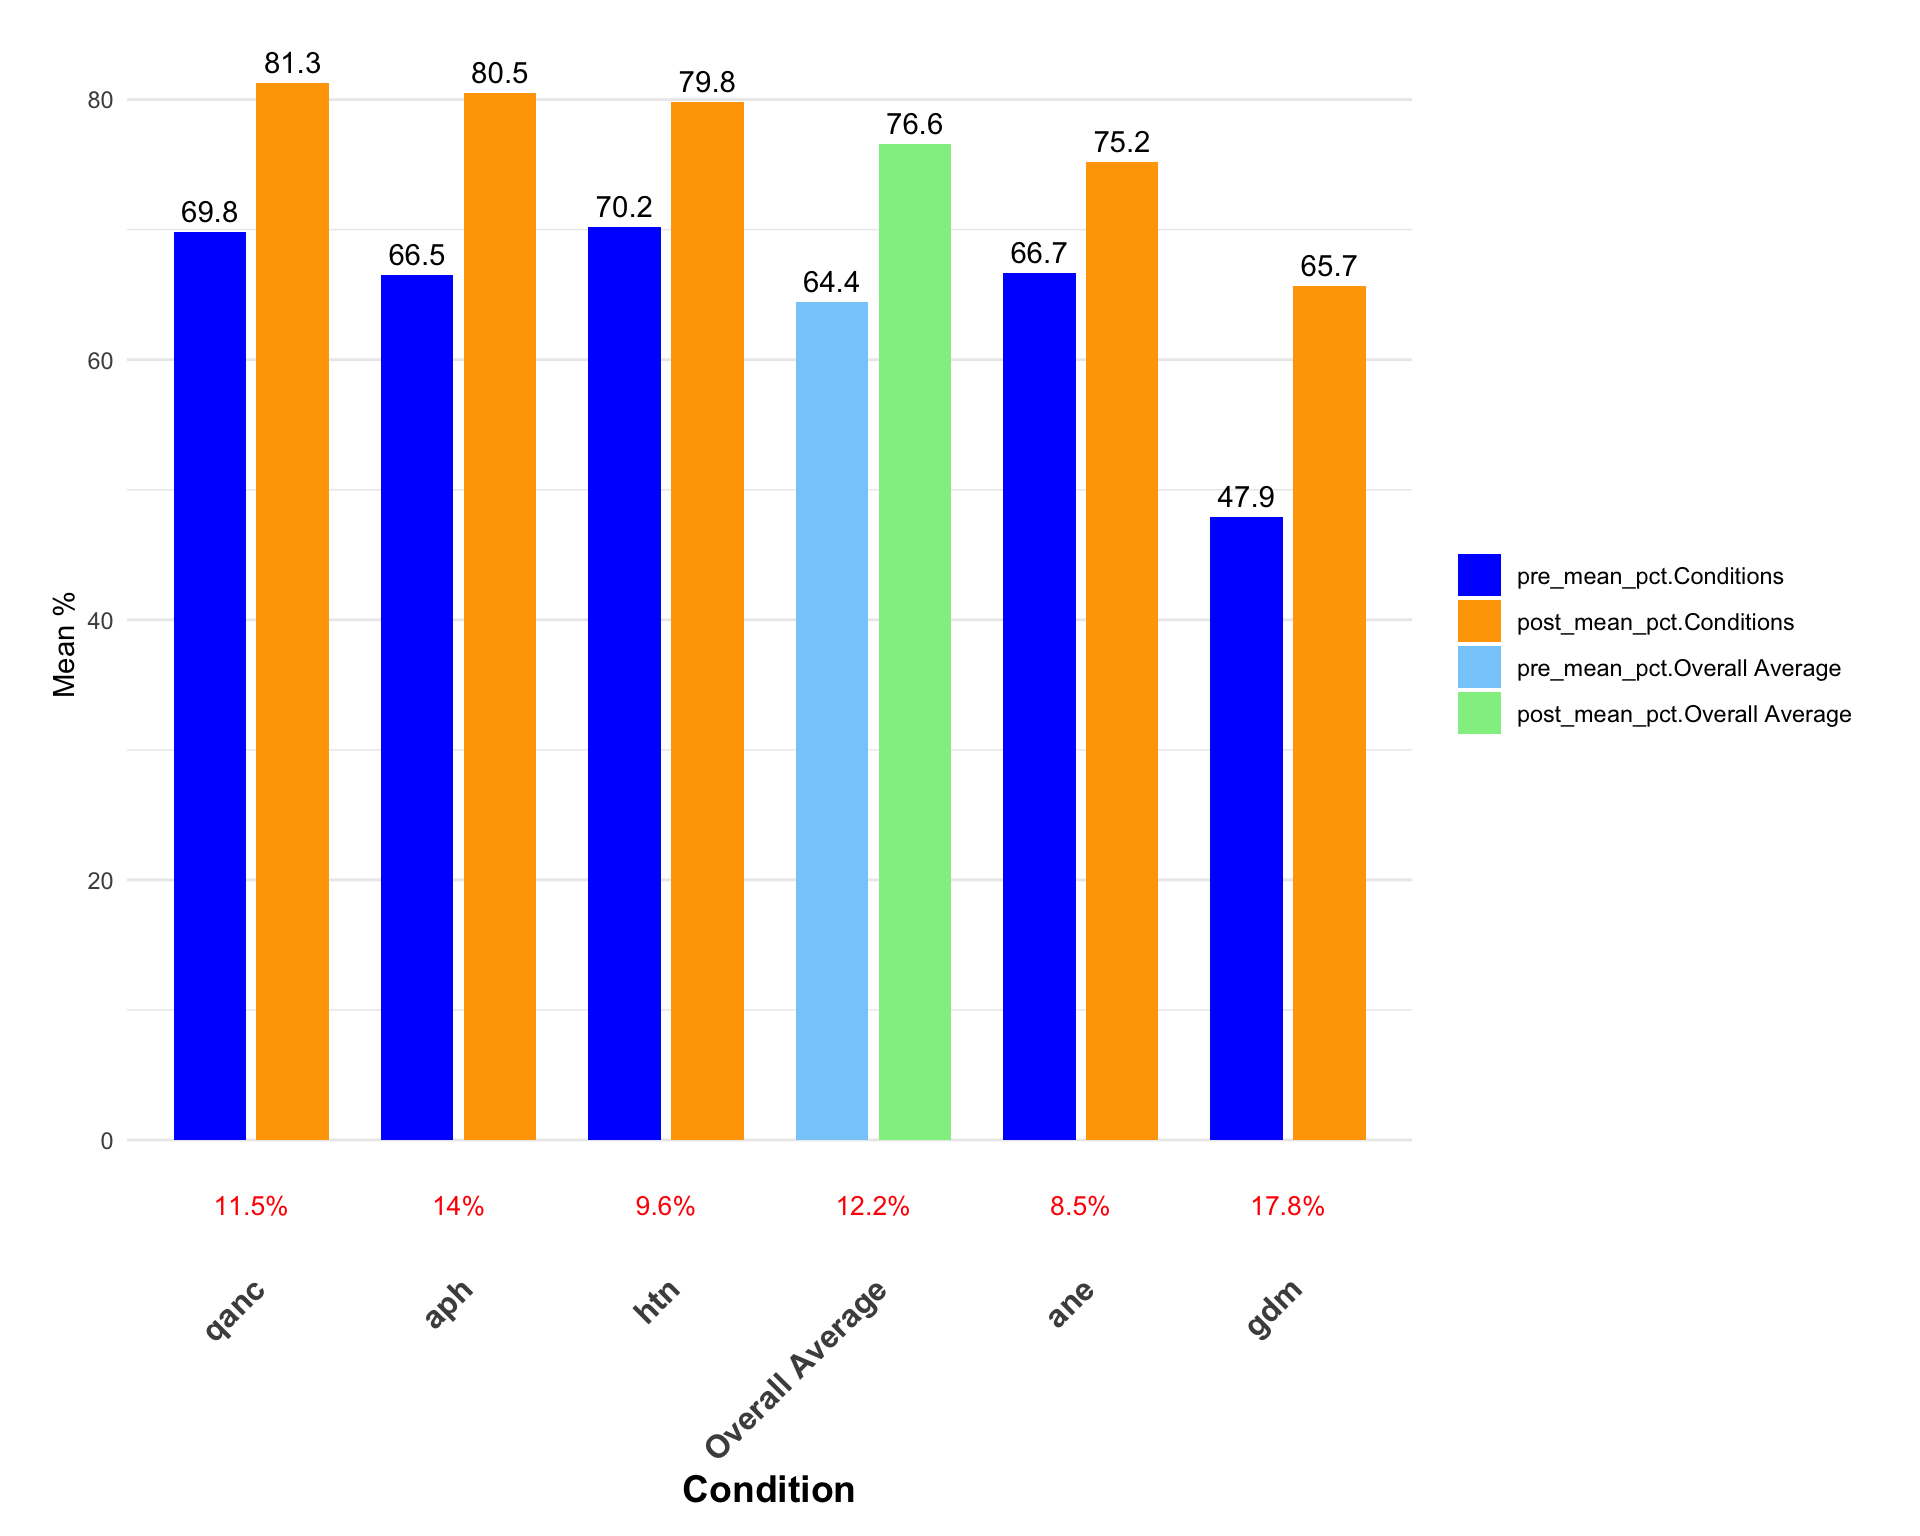 81.3
80.5
79.8
76.6
75.2
69.8
66.5
70.2
64.4
66.7
65.7
47.9
80
60
40
20
0
Mean %
pre_mean_pct.Conditions
post_mean_pct.Conditions
pre_mean_pct.Overall Average
post_mean_pct.Overall Average
11.5%
14%
9.6%
12.2%
8.5%
17.8%
qanc
aph
htn
Overall Average
ane
gdm
Condition